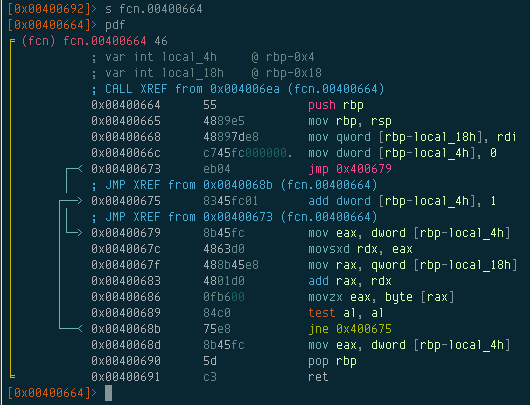 [0x00400692]> s fcn.00400664
[0x00400664]> pdf
(fcn) fcn.00400664 46
; var int local_4h @ rbp-0x4
; var int local_18h @ rbp-0x18
; CALL XREF from 0x004006ea (fcn.00400664)
0x00400664 55 push rbp
0x00400665 4889e5 mov rbp, rsp
0x00400668 48897de8 mov qword [rbp-local_18h], rdi
0x0040066c c745fc000000. mov dword [rbp-local_4h], 0
0x00400673 eb04 jmp 0x400679
; JMP XREF from 0x0040068b (fcn.00400664)
0x00400675 8345fc01 add dword [rbp-local_4h], 1
; JMP XREF from 0x00400673 (fcn.00400664)
0x00400679 8b45fc mov eax, dword [rbp-local_4h]
0x0040067c 4863d0 movsxd rdx, eax
0x0040067f 488b45e8 mov rax, qword [rbp-local_18h]
0x00400683 4801d0 add rax, rdx
0x00400686 0fb600 movzx eax, byte [rax]
0x00400689 84c0 test al, al
0x0040068b 75e8 jne 0x400675
0x0040068d 8b45fc mov eax, dword [rbp-local_4h]
0x00400690 5d pop rbp
0x00400691 c3 ret
[0x00400664]>